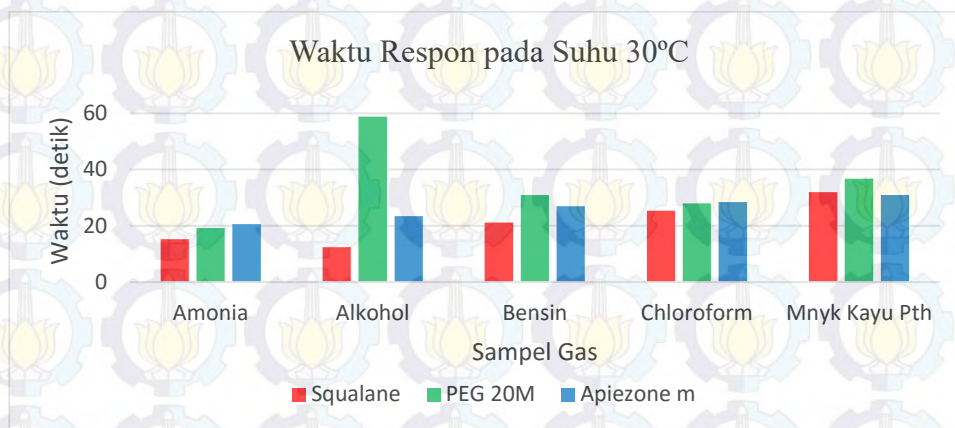 Waktu Respon pada Suhu 30ºC
Waktu (detik)
60
40
20
0
Amonia Alkohol Bensin Chloroform Mnyk Kayu Pth
Sampel Gas
Squalane PEG 20M Apiezone m